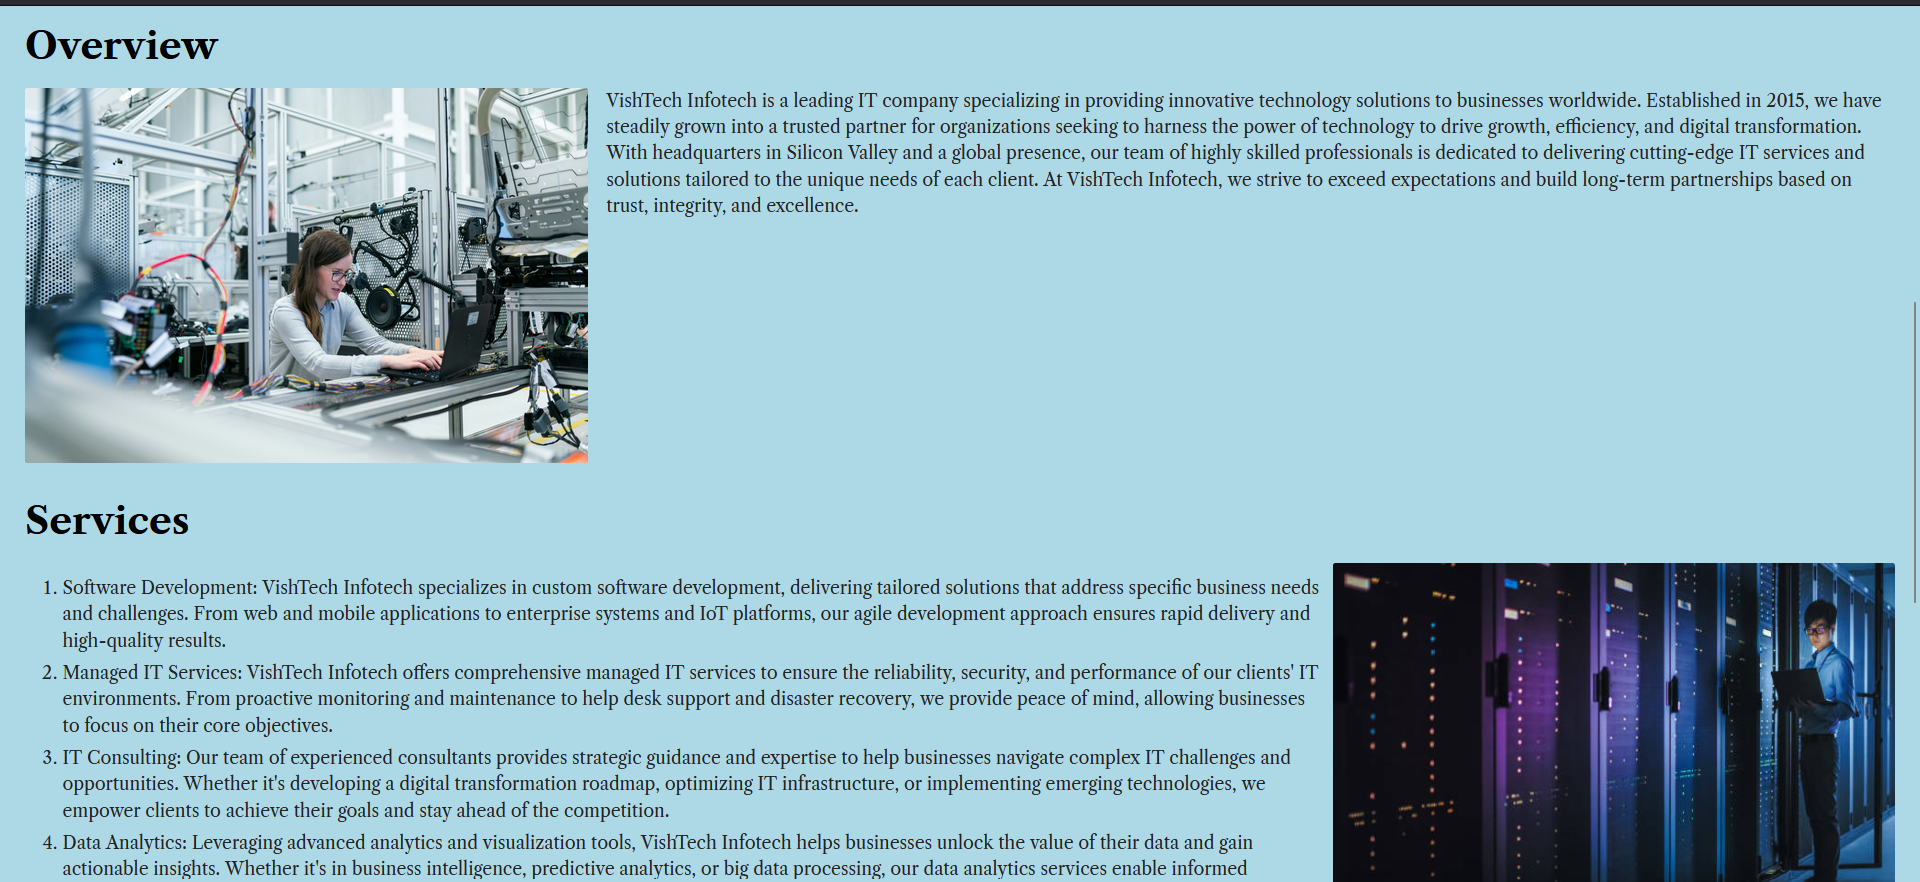 Overview
VishTech Infotech is a leading IT company specializing in providing innovative technology solutions to businesses worldwide. Established in 2015, we have
steadily grown into a trusted partner for organizations seeking to harness the power of technology to drive growth, efficiency, and digital transformation.
With headquarters in Silicon Valley and a global presence, our team of highly skilled professionals is dedicated to delivering cutting-edge IT services and
solutions tailored to the unique needs of each client. At VishTech Infotech, we strive to exceed expectations and build long-term partnerships based on
trust, integrity, and excellence.
Services
1. Software Development: VishTech Infotech specializes in custom software development, delivering tailored solutions that address specific business needs
and challenges. From web and mobile applications to enterprise systems and IoT platforms, our agile development approach ensures rapid delivery and
high-quality results.
2. Managed IT Services: VishTech Infotech offers comprehensive managed IT services to ensure the reliability, security, and performance of our clients' IT
environments. From proactive monitoring and maintenance to help desk support and disaster recovery, we provide peace of mind, allowing businesses
to focus on their core objectives.
3. IT Consulting: Our team of experienced consultants provides strategic guidance and expertise to help businesses navigate complex IT challenges and
opportunities. Whether it's developing a digital transformation roadmap, optimizing IT infrastructure, or implementing emerging technologies, we
empower clients to achieve their goals and stay ahead of the competition.
4. Data Analytics: Leveraging advanced analytics and visualization tools, VishTech Infotech helps businesses unlock the value of their data and gain
actionable insights. Whether it's in business intelligence, predictive analytics, or big data processing, our data analytics services enable informed